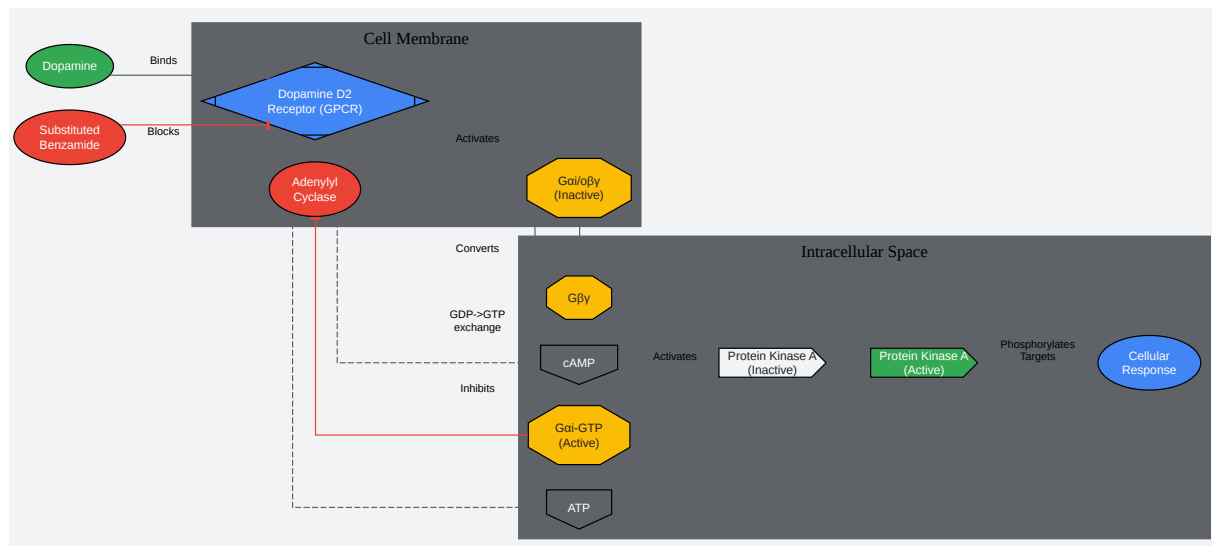 Cell Membrane
Dopamine
Binds
Dopamine D2
Receptor (GPCR)
Substituted
Benzamide
Blocks
Activates
Adenylyl
Cyclase
Gαi/oβγ
(Inactive)
Converts
Intracellular Space
Gβγ
GDP->GTP
exchange
cAMP
Activates
Protein Kinase A
(Inactive)
Protein Kinase A
(Active)
Phosphorylates
Targets
Cellular
Response
Inhibits
Gαi-GTP
(Active)
ATP